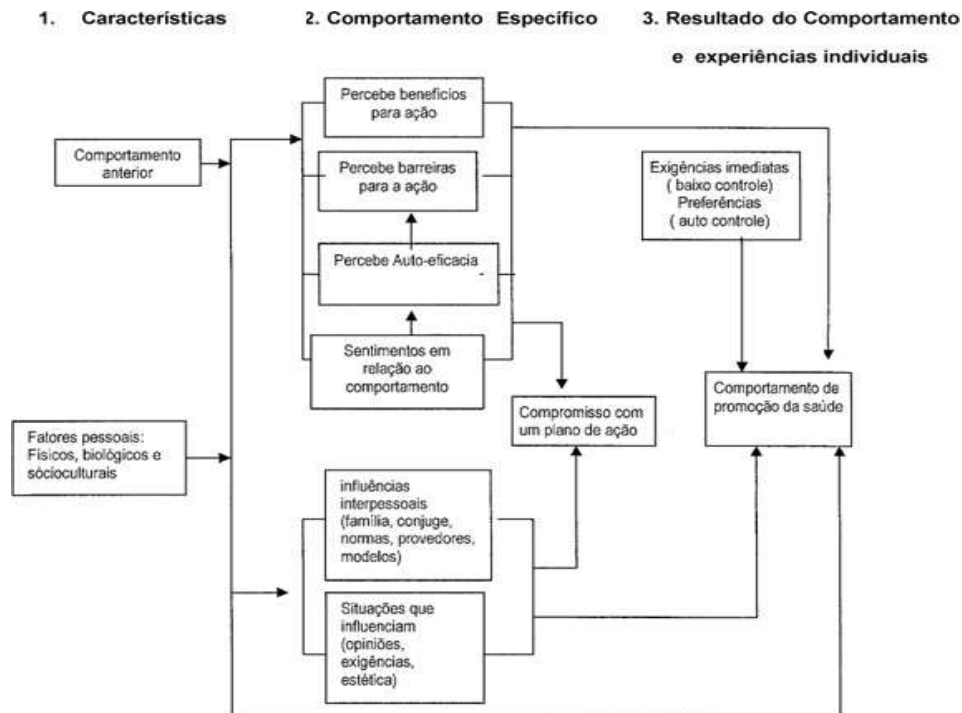 1. Características
2. Comportamento Específico
3. Resultado do Comportamento
e experiências individuais
Percebe benefícios
para ação
Comportamento
anterior
Percebe barreiras
para a ação
Exigências imediatas
( baixo controle)
Preferências
( auto controle)
Percebe Auto-eficacia
-
Sentimentos em
relação ao
comportamento
Compromisso com
um plano de ação
Comportamento de
promoção da saúde
Fatores pessoais:
Físicos, biológicos e
sócioculturais
influências
interpessoais
(família, conjuge,
normas, provedores,
modelos)
Situações que
influenciam
(opiniões,
exigências,
estética)